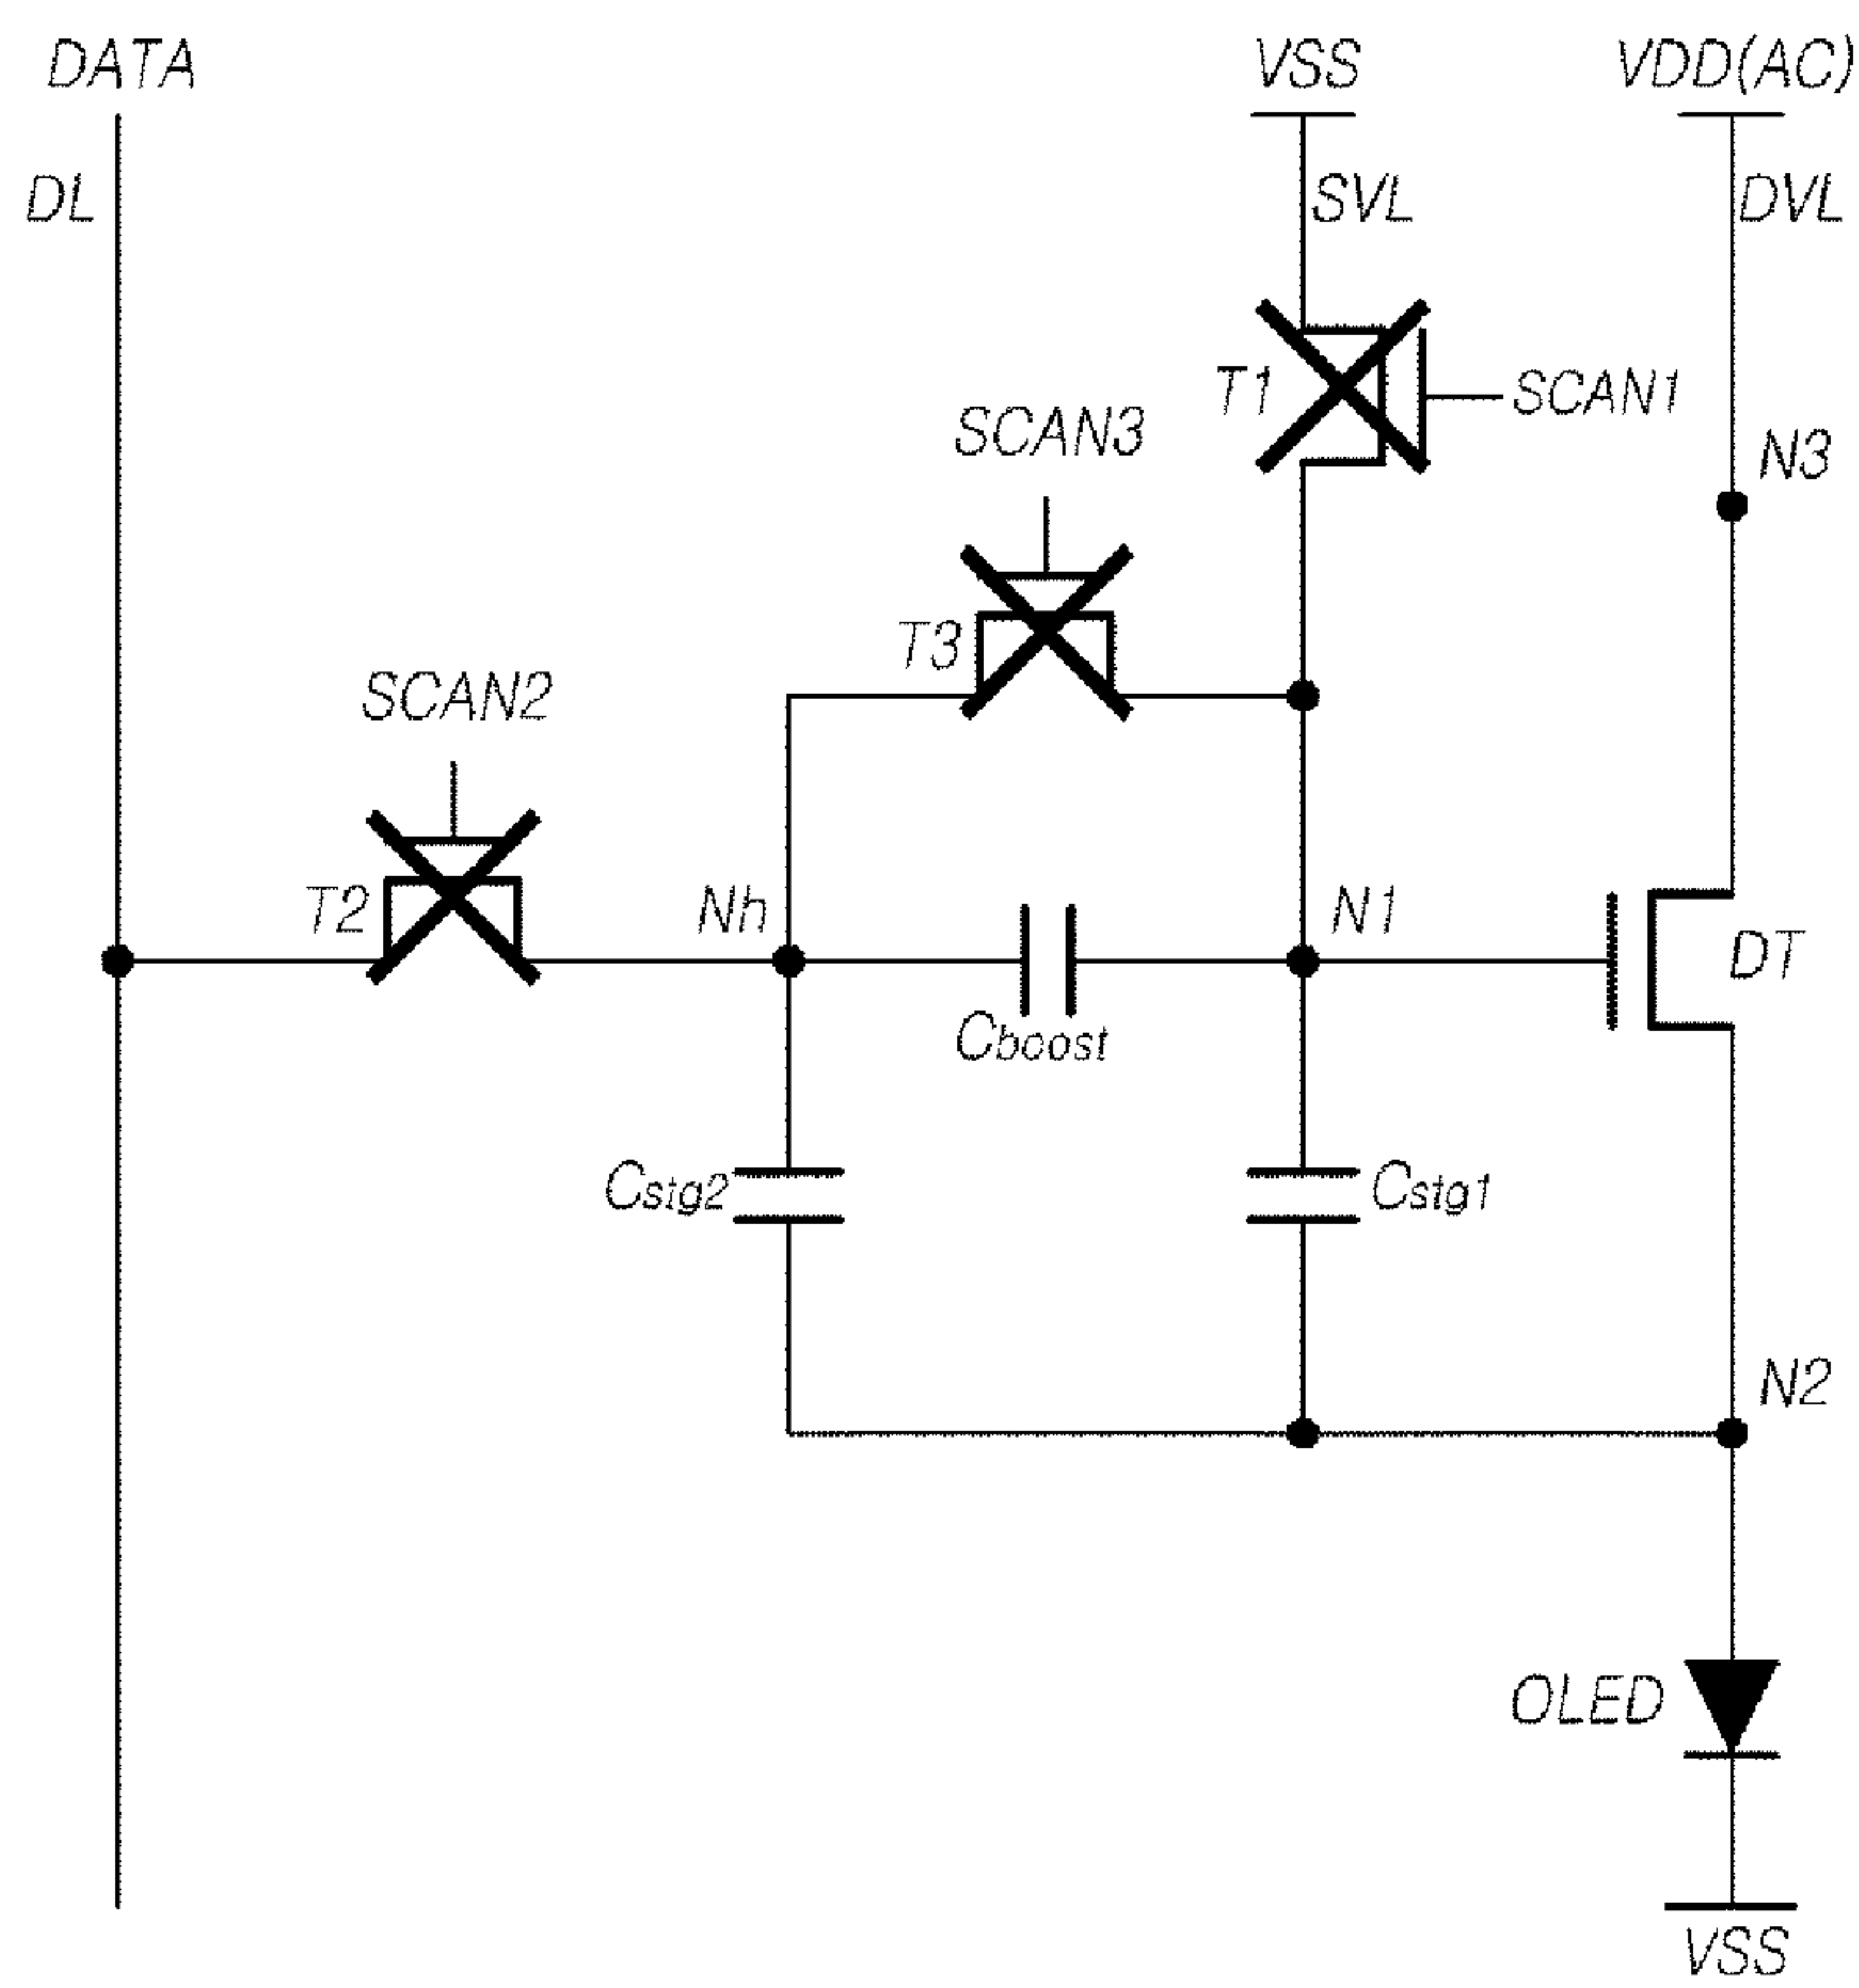 DATA
VSS
VDD(AC)
DL
SVL
DVL
T1
SCAN1
SCAN3
N3
T3
SCAN2
T2
Nh
N1
DT
Cboost
Cstg2
Cstg1
N2
OLED
VSS